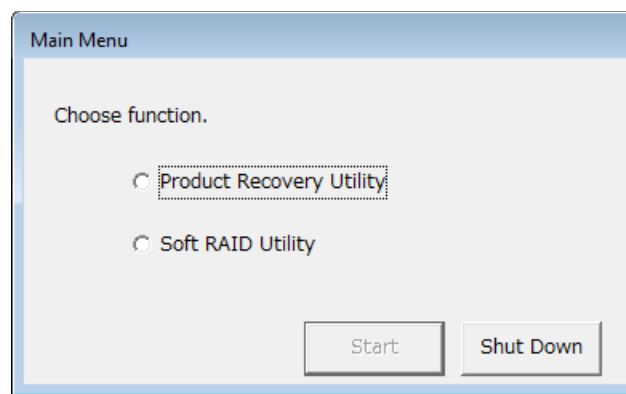 Main Menu
Choose function.
Product Recovery Utility
Soft RAID Utility
Start Shut Down